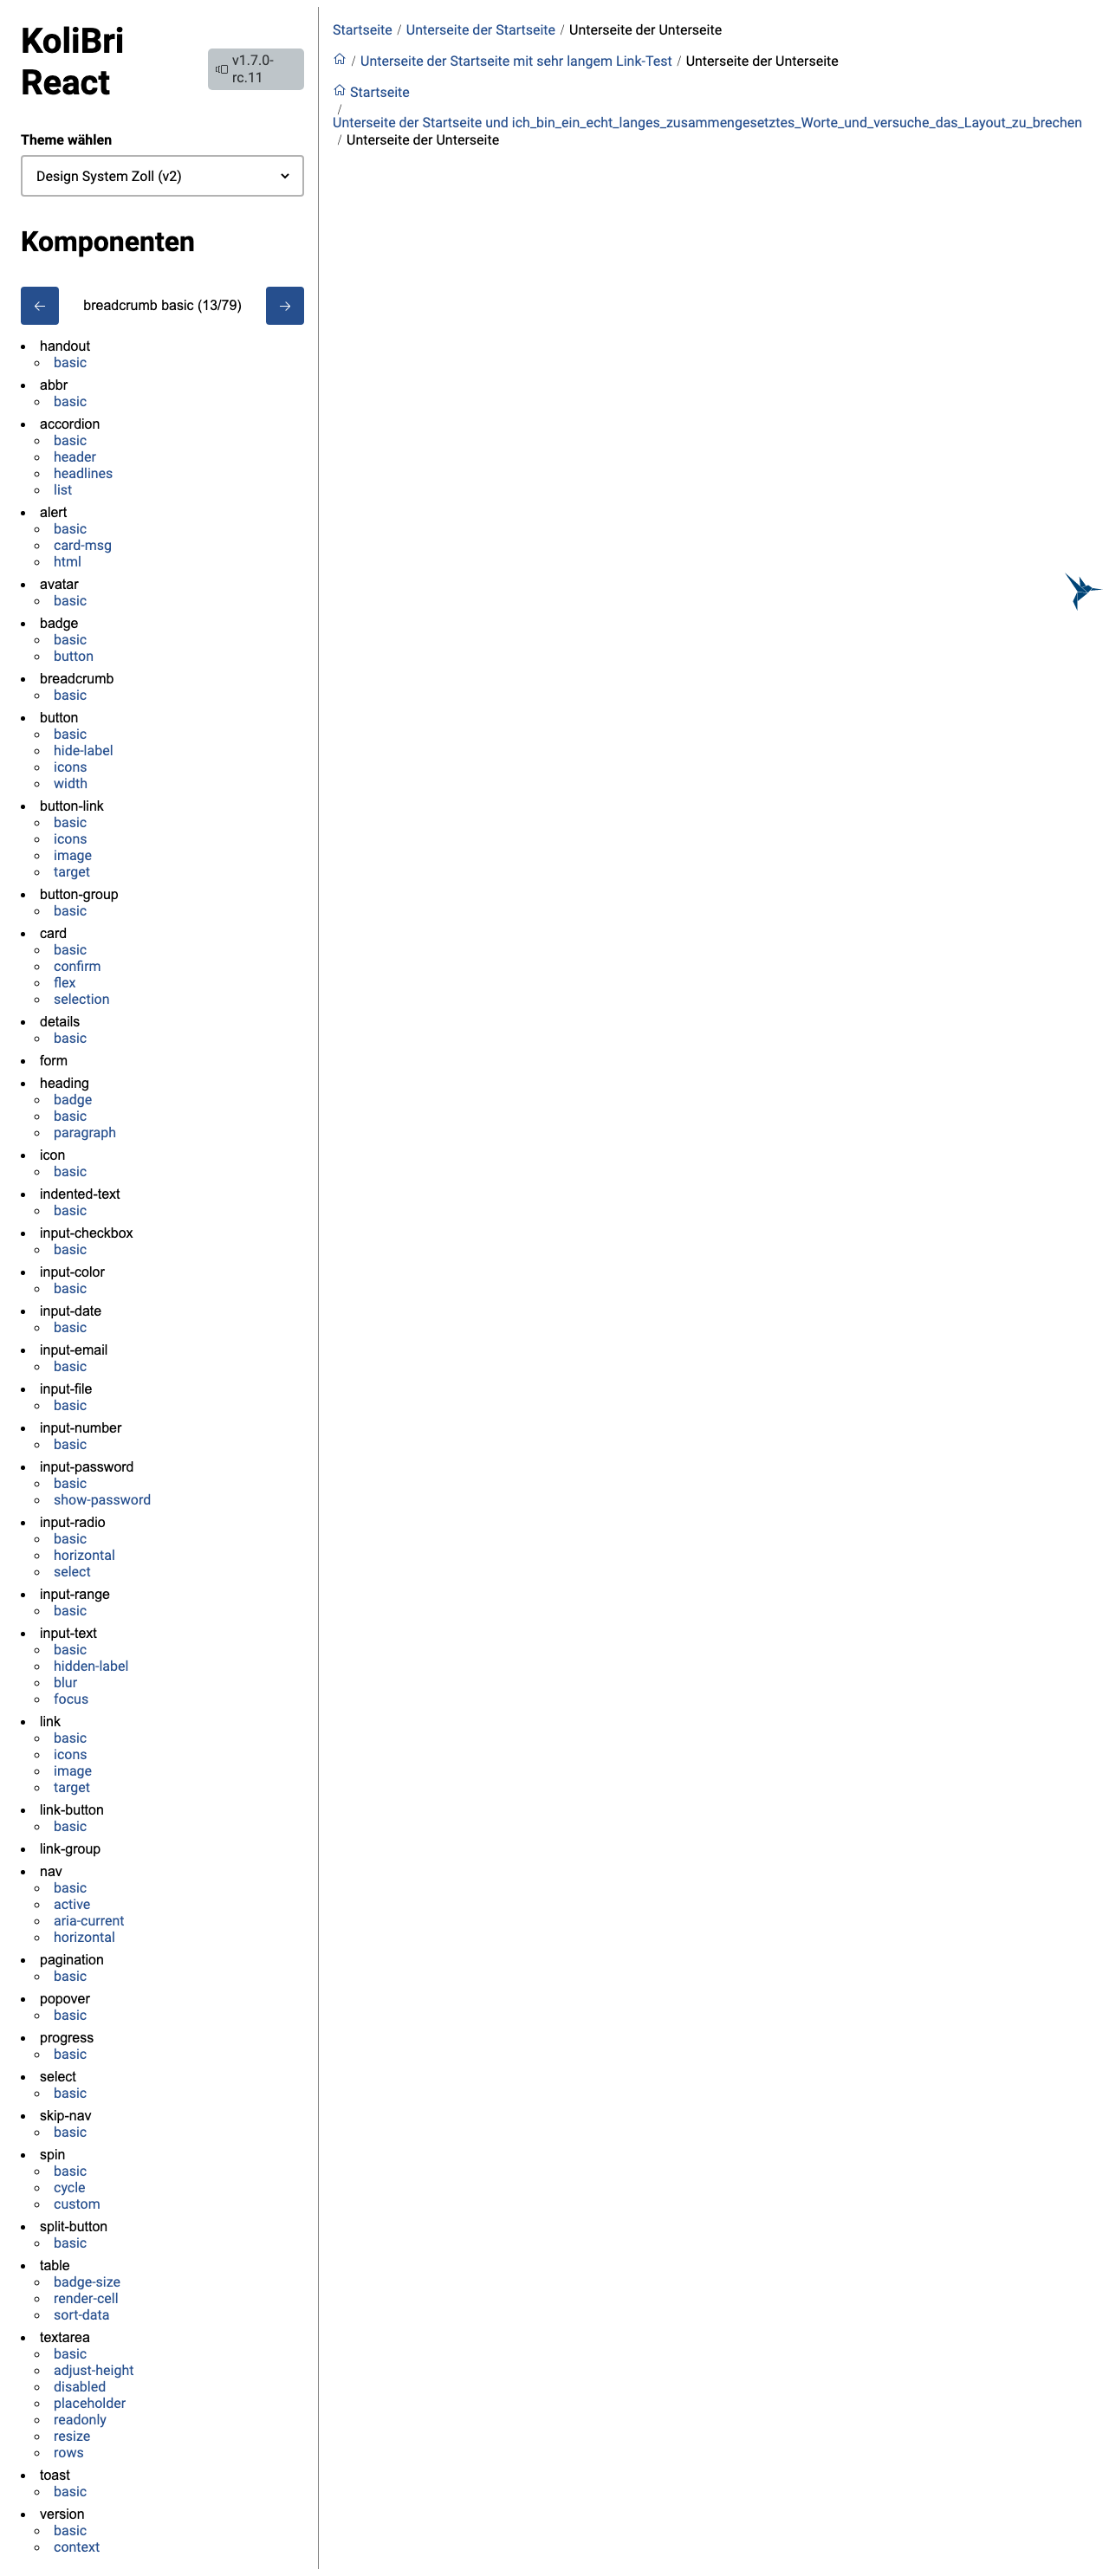 KoliBri
React
v1.7.0-
rc.11
Theme wählen
Design System Zoll (v2)
Komponenten
breadcrumb basic (13/79)
handout
basic
abbr
basic
accordion
basic
header
headlines
list
alert
basic
card-msg
html
avatar
basic
badge
basic
button
breadcrumb
basic
button
basic
hide-label
icons
width
button-link
basic
icons
image
target
button-group
basic
card
basic
confirm
flex
selection
details
basic
form
heading
badge
basic
paragraph
icon
basic
indented-text
basic
input-checkbox
basic
input-color
basic
input-date
basic
input-email
basic
input-file
basic
input-number
basic
input-password
basic
show-password
input-radio
basic
horizontal
select
input-range
basic
input-text
basic
hidden-label
blur
focus
link
basic
icons
image
target
link-button
basic
link-group
nav
basic
active
aria-current
horizontal
pagination
basic
popover
basic
progress
basic
select
basic
skip-nav
basic
spin
basic
cycle
custom
split-button
basic
table
badge-size
render-cell
sort-data
textarea
basic
adjust-height
disabled
placeholder
readonly
resize
rows
toast
basic
version
basic
context
Startseite / Unterseite der Startseite / Unterseite der Unterseite
/ Unterseite der Startseite mit sehr langem Link-Test / Unterseite der Unterseite
Startseite
/
Unterseite der Startseite und ich_bin_ein_echt_langes_zusammengesetztes_Worte_und_versuche_das_Layout_zu_brechen
/ Unterseite der Unterseite